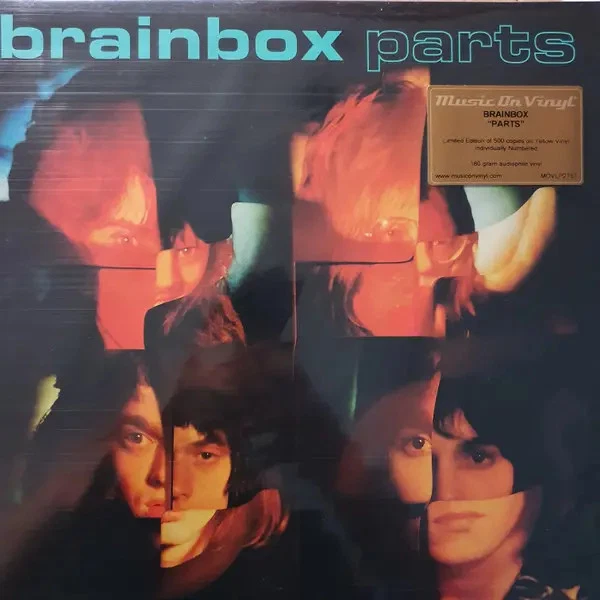 brainbox parts
Music On Vinyl
BRAINBOX
"PARTS"
Limited Edition of 500 copies on Yellow Vinyl
Individually Numbered
180 gram audiophile vinyl
www.musiconvinyl.com